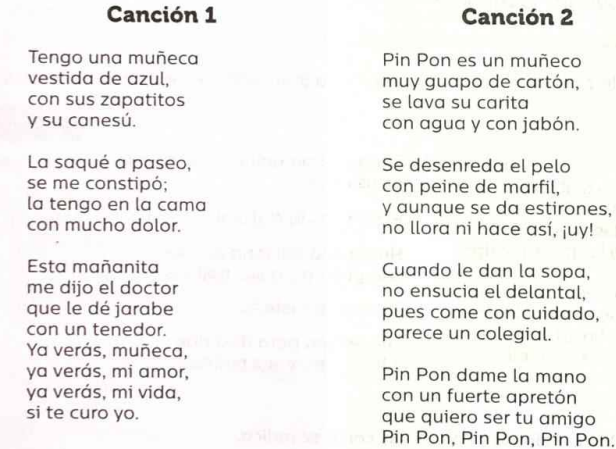 Canción 1
Tengo una muñeca
vestida de azul,
con sus zapatitos
y su canesú.
La saqué a paseo,
se me constipó;
la tengo en la cama
con mucho dolor.
Esta mañanita
me dijo el doctor
que le dé jarabe
con un tenedor.
Ya verás, muñeca,
ya verás, mi amor,
ya verás, mi vida,
si te curo yo.
Canción 2
Pin Pon es un muñeco
muy guapo de cartón,
se lava su carita
con agua y con jabón.
Se desenreda el pelo
con peine de marfil,
y aunque se da estirones,
no llora ni hace así, ¡uy!
Cuando le dan la sopa,
no ensucia el delantal,
pues come con cuidado,
parece un colegial.
Pin Pon dame la mano
con un fuerte apretón
que quiero ser tu amigo
Pin Pon, Pin Pon, Pin Pon.